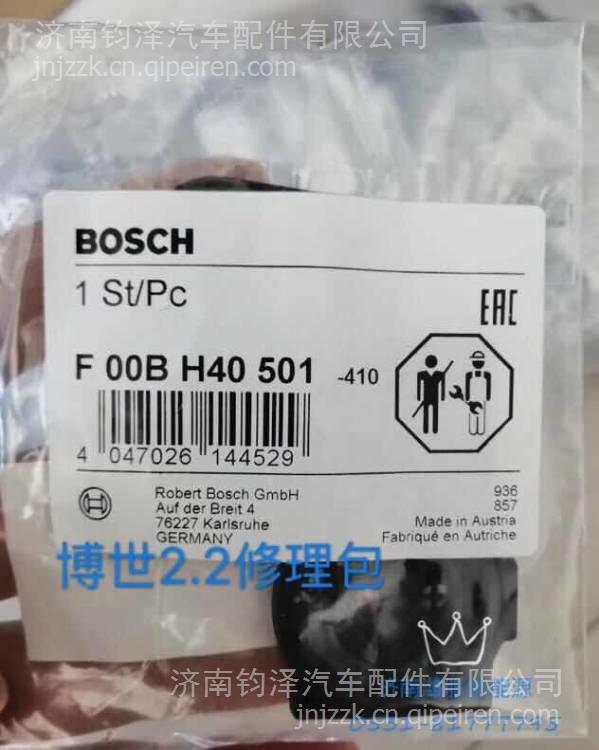 济南钧泽汽车配件有限公司
jnjzzk.cn.qipeiren.com
BOSCH
1 St/Pc
EAC
F 00B H40 501 -410
4 047026 144529
Robert Bosch GmbH
Auf der Breit 4
76227 Karlsruhe
GERMANY
936
857
Made in Austria
Fabriqué en Autriche
博世2.2修理包
济南钧泽汽车配件有限公司
jnjzzk.cn.qipeiren.com